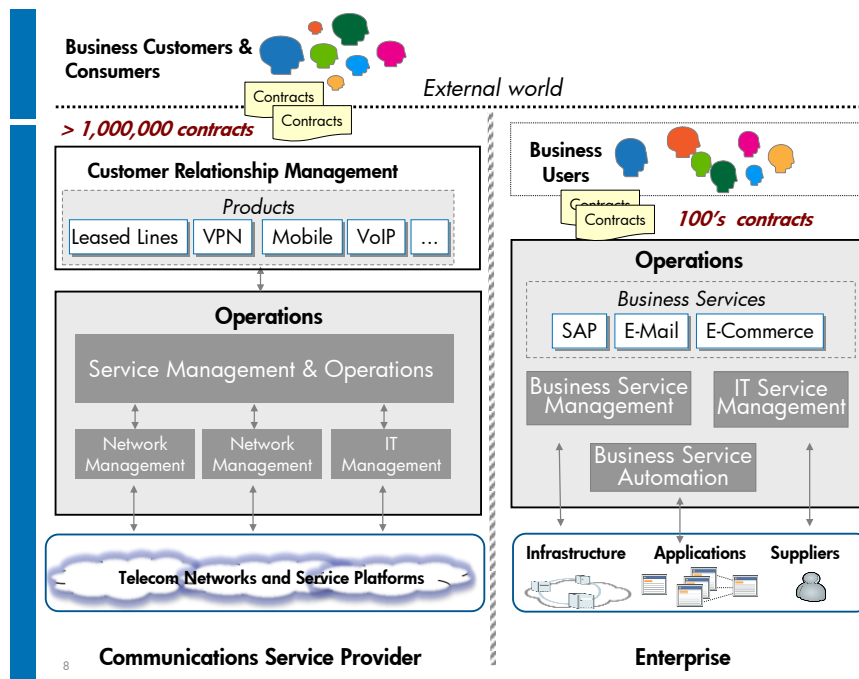 Business Customers &
Consumers
External world
Contracts
Contracts
> 1,000,000 contracts
Customer Relationship Management
Products
Leased Lines
VPN
Mobile
VoIP
...
Operations
Service Management & Operations
Network
Management
Network
Management
IT
Management
Telecom Networks and Service Platforms
Communications Service Provider
Business
Users
Contracts
Contracts
100's contracts
Operations
Business Services
SAP
E-Mail
E-Commerce
Business Service
Management
IT Service
Management
Business Service
Automation
Infrastructure
Applications
Suppliers
Enterprise
8